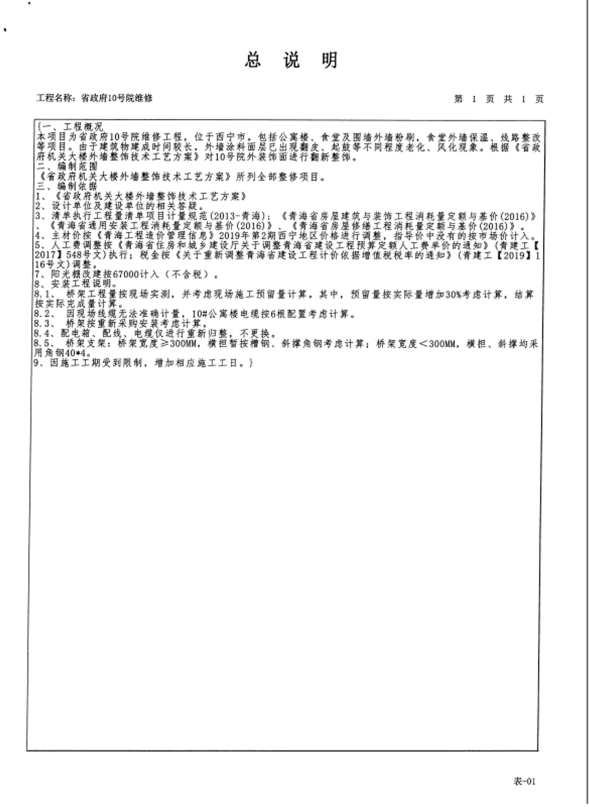 总 说 明
工程名称：省政府10号院维修
第 1 页 共 1 页
{一、工程概况
本项目为省政府10号院维修工程，位于西宁市。包括公寓楼、食堂及围墙外墙粉刷，食堂外墙保温、线路整改
等项目。由于建筑物建成时间较长，外墙涂料面层已出现翻皮、起鼓等不同程度老化、风化现象。根据《省政
府机关大楼外墙整饰技术工艺方案》对10号院外装饰面进行翻新整饰。
二、编制范围
《省政府机关大楼外墙整饰技术工艺方案》所列全部整修项目。
三、编制依据
1、《省政府机关大楼外墙整饰技术工艺方案》
2、设计单位及建设单位的相关答疑。
3、清单执行工程量清单项目计量规范(2013-青海)；《青海省房屋建筑与装饰工程消耗量定额与基价(2016)》
、《青海省通用安装工程消耗量定额与基价(2016)》、《青海省房屋修缮工程消耗量定额与基价(2016)》。
4、主材价按《青海工程造价管理信息》2019年第2期西宁地区价格进行调整，指导价中没有的按市场价计入。
5、人工费调整按《青海省住房和城乡建设厅关于调整青海省建设工程预算定额人工费单价的通知》(青建工【
2017】548号文)执行；税金按《关于重新调整青海省建设工程计价依据增值税税率的通知》(青建工【2019】1
16号文)调整。
7、阳光棚改建按67000计入（不含税）。
8、安装工程说明。
8.1、 桥架工程量按现场实测，并考虑现场施工预留量计算。其中，预留量按实际量增加30%考虑计算，结算
按实际完成量计算。
8.2、 因现场线缆无法准确计量，10#公寓楼电缆按6根配置考虑计算。
8.3、 桥架按重新采购安装考虑计算。
8.4、配电箱、配线、电缆仅进行重新归整，不更换。
8.5、 桥架支架：桥架宽度≥300MM，横担暂按槽钢、斜撑角钢考虑计算；桥架宽度＜300MM，横担、斜撑均采
用角钢40*4。
9、因施工工期受到限制，增加相应施工工日。}
表-01